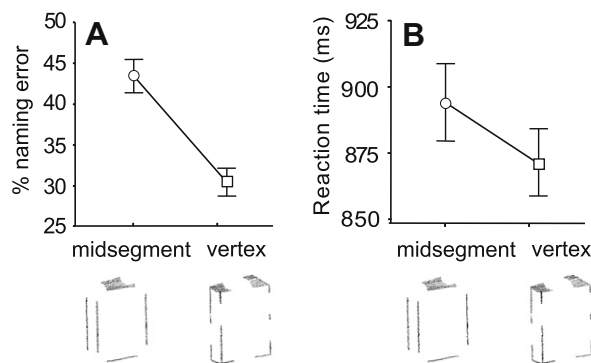 A
% naming error
50
45
40
35
30
25
midsegment vertex
B
Reaction time (ms)
925
900
875
850
midsegment vertex